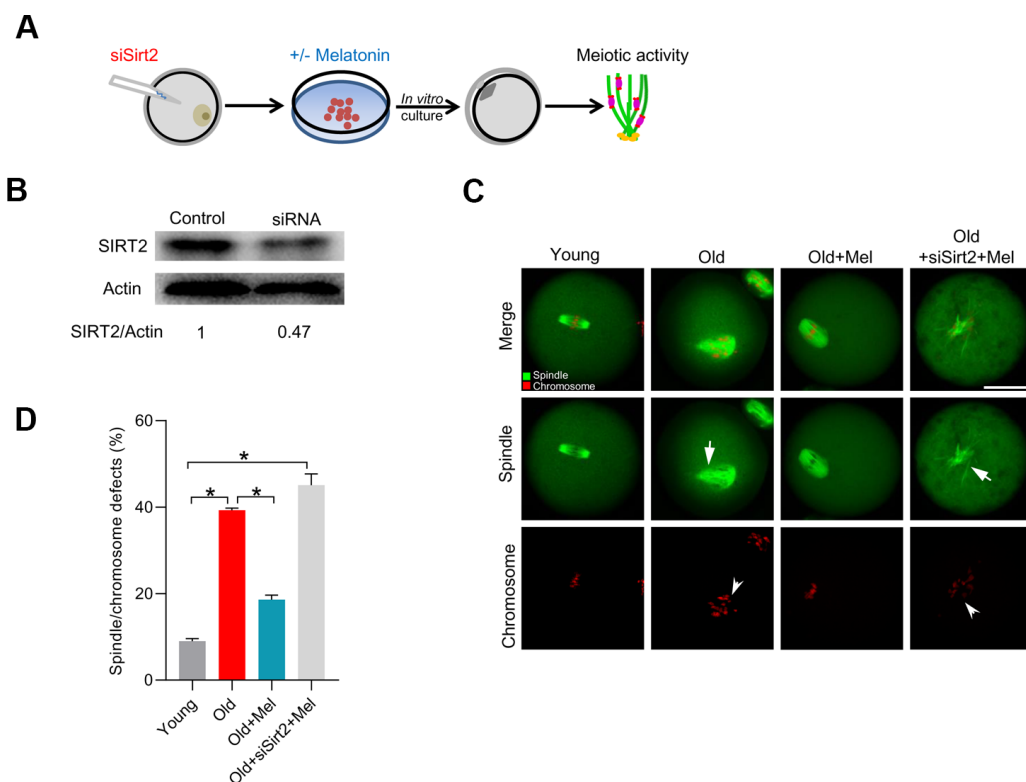 A
siSirt2
+/- Melatonin
In vitro
culture
Meiotic activity
B
Control siRNA
SIRT2
Actin
SIRT2/Actin 1 0.47
C
Young Old Old+Mel Old
+siSirt2+Mel
Merge
Spindle
Chromosome
Spindle
Chromosome
D
Spindle/chromosome defects (%)
60
40
20
0
* * *
Young
Old
Old+Mel
Old+siSirt2+Mel